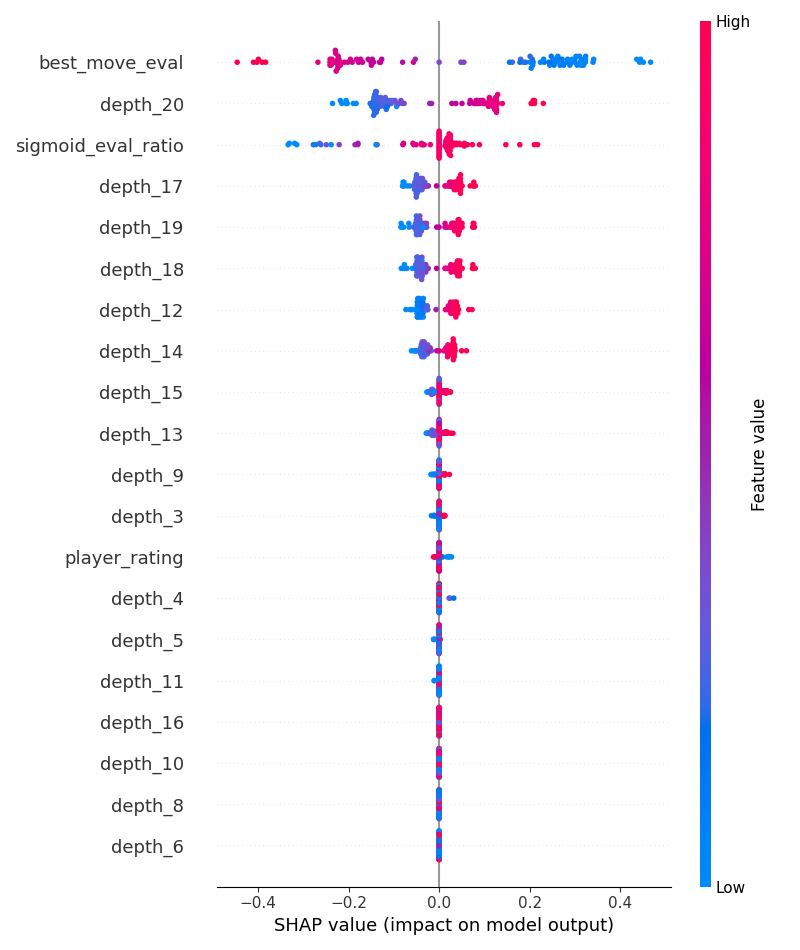 High
best_move_eval
depth_20
sigmoid_eval_ratio
depth_17
depth_19
depth_18
depth_12
depth_14
depth_15
depth_13
depth_9
depth_3
player_rating
depth_4
depth_5
depth_11
depth_16
depth_10
depth_8
depth_6
Feature value
Low
−0.4 −0.2 0.0 0.2 0.4
SHAP value (impact on model output)